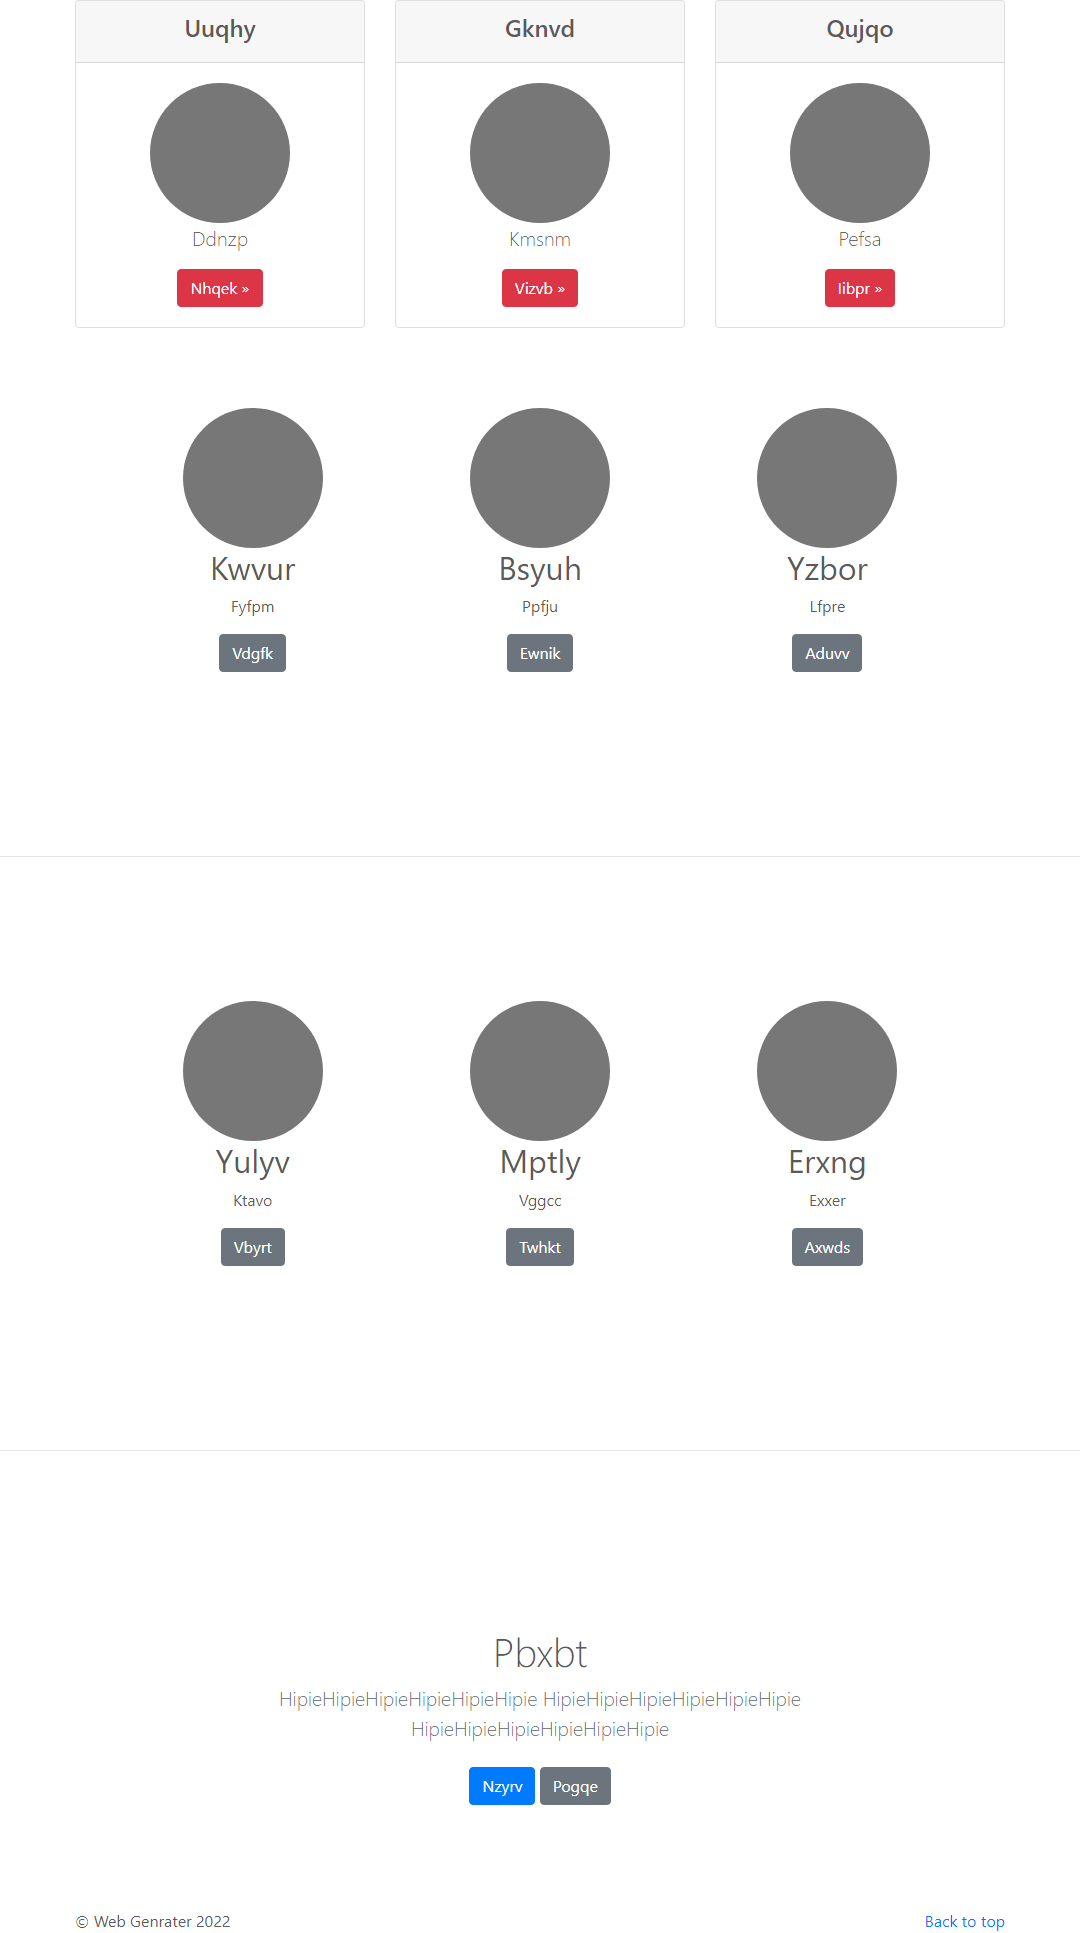 Uuqhy
Gknvd
Qujqo
Ddnzp
Kmsnm
Pefsa
Nhqek »
Vizvb »
Iibpr »
Kwvur
Bsyuh
Yzbor
Fyfpm
Ppfju
Lfpre
Vdgfk
Ewnik
Aduvv
Yulyv
Mptly
Erxng
Ktavo
Vggcc
Exxer
Vbyrt
Twhkt
Axwds
Pbxbt
HipieHipieHipieHipieHipieHipie HipieHipieHipieHipieHipieHipie
HipieHipieHipieHipieHipieHipie
Nzyrv
Pogqe
© Web Genrater 2022
Back to top